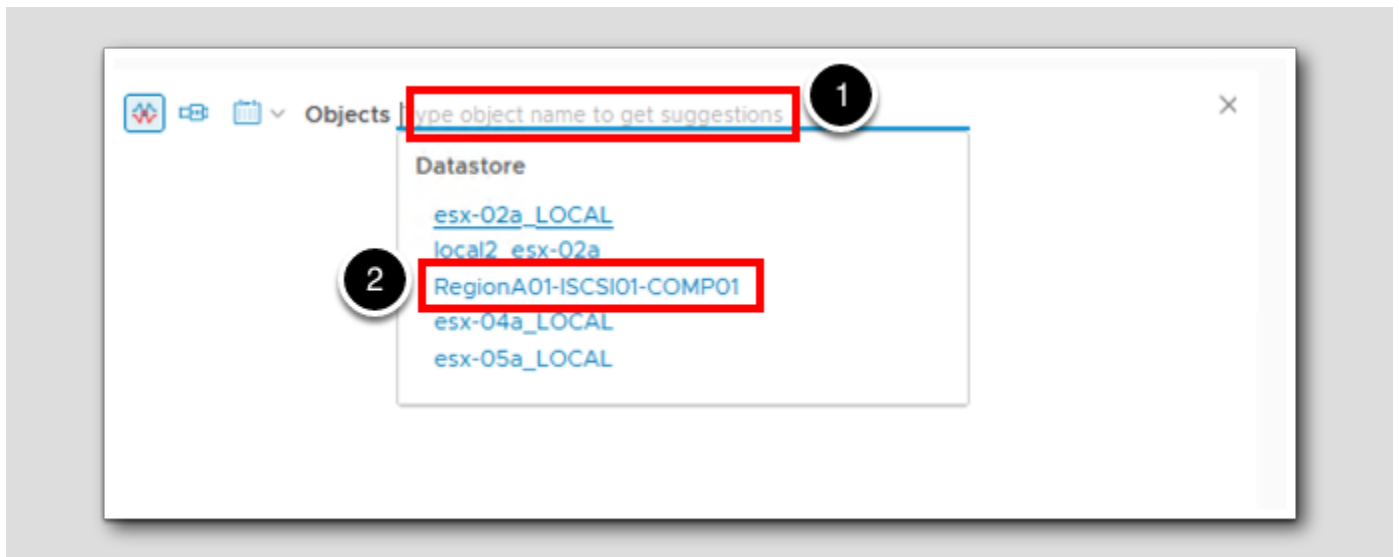 Objects Type object name to get suggestions
1
Datastore
esx-02a_LOCAL
local2_esx-02a
2
RegionA01-ISCSI01-COMP01
esx-04a_LOCAL
esx-05a_LOCAL